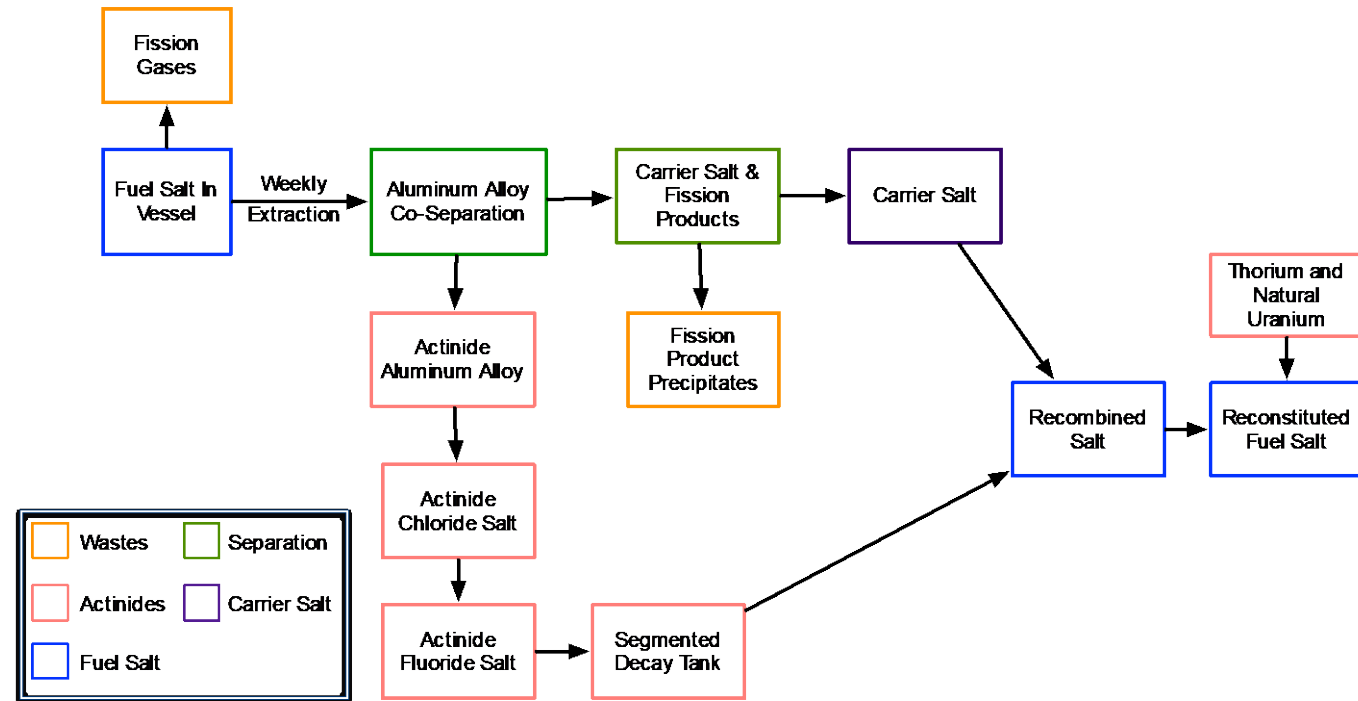 Fission
Gases
Fuel Salt In
Vessel
Weekly
Extraction
Aluminum Alloy
Co-Separation
Carrier Salt &
Fission
Products
Carrier Salt
Thorium and
Natural
Uranium
Actinide
Aluminum Alloy
Fission
Product
Precipitates
Recombined
Salt
Reconstituted
Fuel Salt
Actinide
Chloride Salt
Actinide
Fluoride Salt
Segmented
Decay Tank
Wastes
Separation
Actinides
Carrier Salt
Fuel Salt